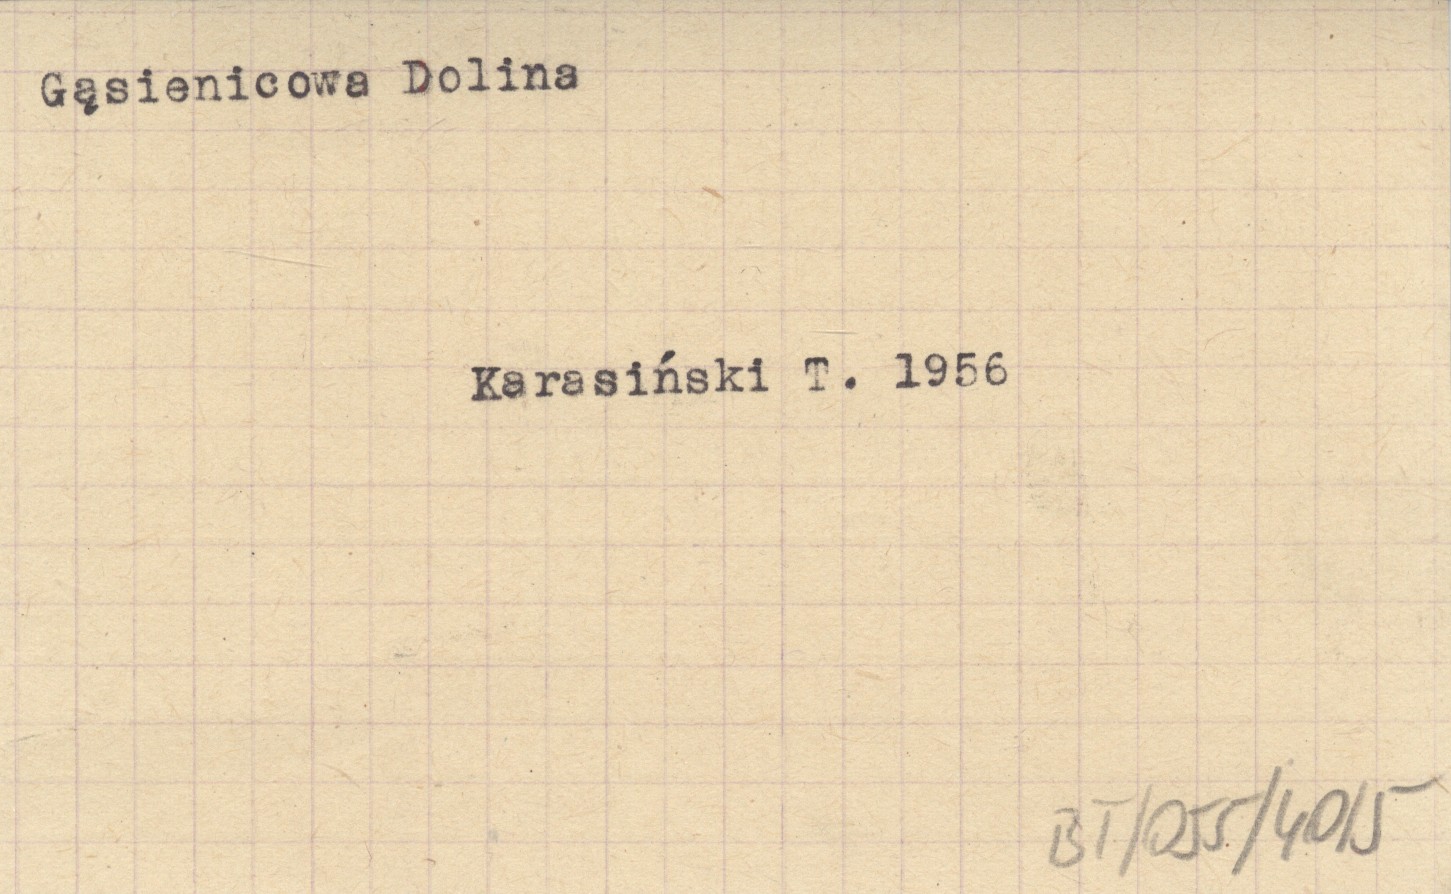 Gąsienicowa Dolina
Karasiński T. 1956
BT/055/4015